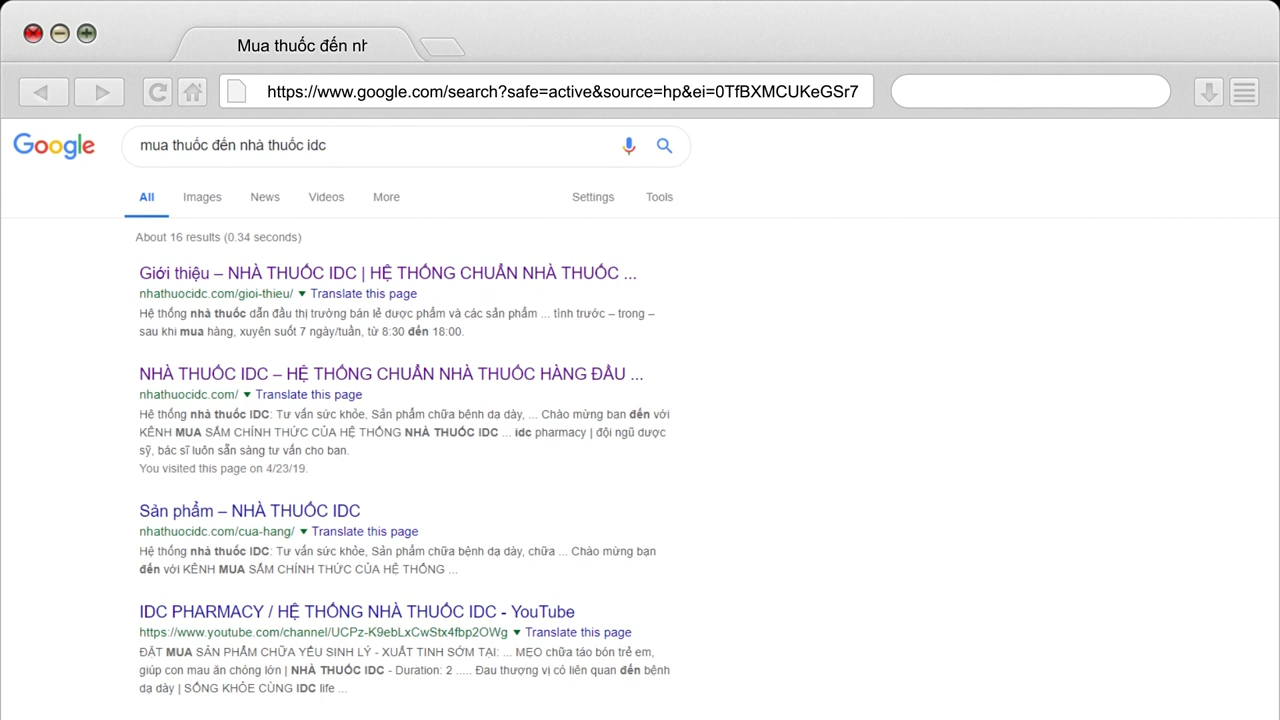 Mua thuốc đến nh
https://www.google.com/search?safe=active&source=hp&ei=0TfBXMCUKeGSr7
Google
mua thuốc đến nhà thuốc idc
All Images News Videos More Settings Tools
About 16 results (0.34 seconds)
Giới thiệu – NHÀ THUỐC IDC | HỆ THỐNG CHUẨN NHÀ THUỐC ...
nhathuocidc.com/gioi-thieu/ ▼ Translate this page
Hệ thống nhà thuốc dẫn đầu thị trường bán lẻ dược phẩm và các sản phẩm ... tình trước – trong –
sau khi mua hàng, xuyên suốt 7 ngày/tuần, từ 8:30 đến 18:00.
NHÀ THUỐC IDC – HỆ THỐNG CHUẨN NHÀ THUỐC HÀNG ĐẦU ...
nhathuocidc.com/ ▼ Translate this page
Hệ thống nhà thuốc IDC: Tư vấn sức khỏe, Sản phẩm chữa bệnh dạ dày, ... Chào mừng bạn đến với
KÊNH MUA SẮM CHÍNH THỨC CỦA HỆ THỐNG NHÀ THUỐC IDC ... idc pharmacy | đội ngũ dược
sỹ, bác sĩ luôn sẵn sàng tư vấn cho bạn.
You visited this page on 4/23/19.
Sản phẩm – NHÀ THUỐC IDC
nhathuocidc.com/cua-hang/ ▼ Translate this page
Hệ thống nhà thuốc IDC: Tư vấn sức khỏe, Sản phẩm chữa bệnh dạ dày, chữa ... Chào mừng bạn
đến với KÊNH MUA SẮM CHÍNH THỨC CỦA HỆ THỐNG ...
IDC PHARMACY / HỆ THỐNG NHÀ THUỐC IDC - YouTube
https://www.youtube.com/channel/UCPz-K9ebLxCwStx4fbp2OWg ▼ Translate this page
ĐẶT MUA SẢN PHẨM CHỮA YẾU SINH LÝ - XUẤT TINH SỚM TẠI: ... MẸO chữa táo bón trẻ em,
giúp con mau ăn chóng lớn | NHÀ THUỐC IDC - Duration: 2 ..... Đau thượng vị có liên quan đến bệnh
dạ dày | SỐNG KHỎE CÙNG IDC life ...